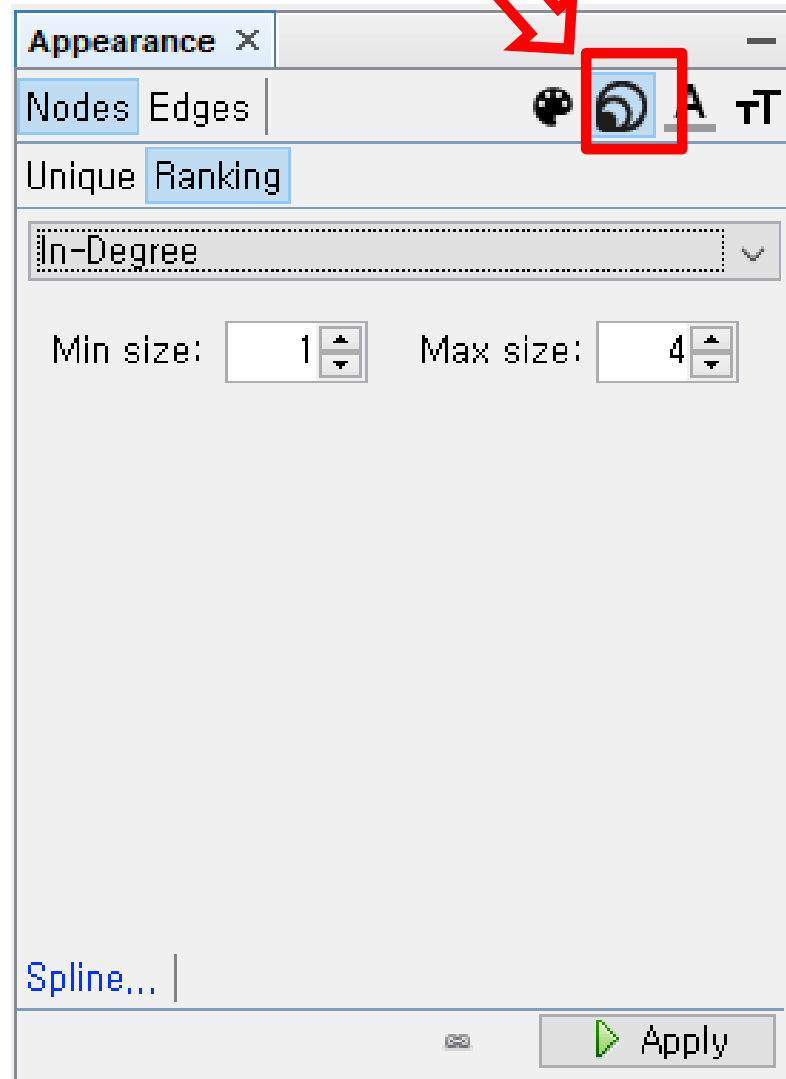 Appearance ×
Nodes Edges A TT
Unique Ranking
In-Degree
Min size: 1 Max size: 4
Spline...
Apply